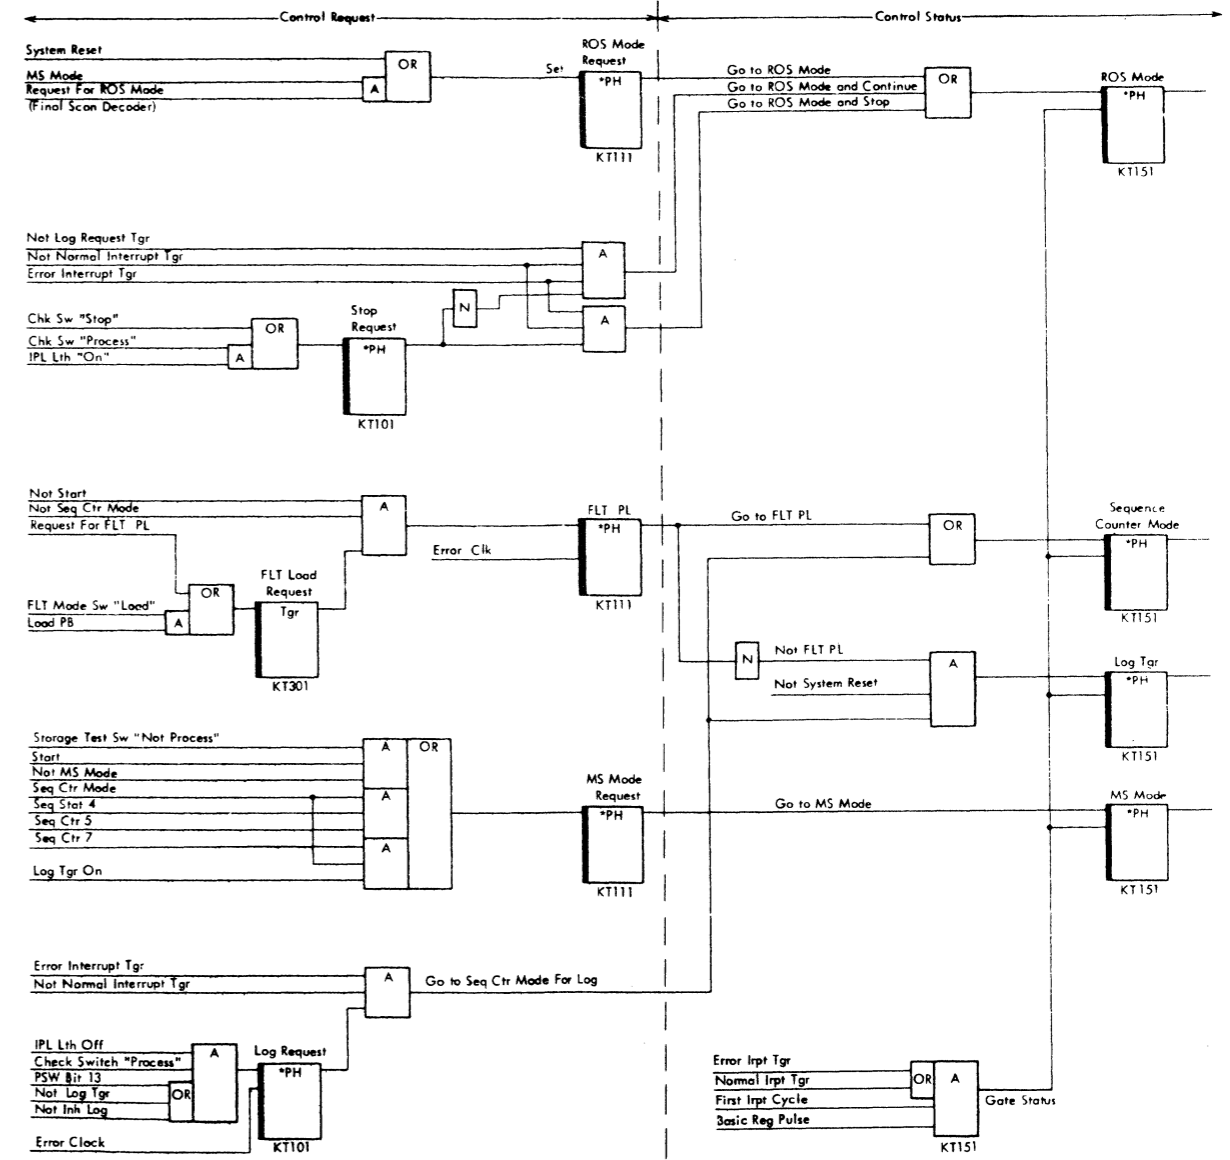 Control Request
Control Status
System Reset
MS Mode
Request For ROS Mode
(Final Scan Decoder)
A
OR
Set
ROS Mode
Request
*PH
KT111
Go to ROS Mode
Go to ROS Mode and Continue
Go to ROS Mode and Stop
OR
ROS Mode
*PH
KT151
Not Log Request Tgr
Not Normal Interrupt Tgr
Error Interrupt Tgr
A
N
A
Chk Sw "Stop"
Chk Sw "Process"
IPL Lth "On"
A
OR
Stop
Request
*PH
KT101
Not Start
Not Seq Ctr Mode
Request For FLT PL
A
Error Clk
FLT PL
*PH
KT111
Go to FLT PL
OR
Sequence
Counter Mode
*PH
KT151
FLT Mode Sw "Load"
Load PB
A
OR
FLT Load
Request
Tgr
KT301
N
Not FLT PL
Not System Reset
A
Log Tgr
*PH
KT151
Storage Test Sw "Not Process"
Start
Not MS Mode
Seq Ctr Mode
Seq Stat 4
Seq Ctr 5
Seq Ctr 7
Log Tgr On
A
A
A
OR
MS Mode
Request
*PH
KT111
Go to MS Mode
MS Mode
*PH
KT151
Error Interrupt Tgr
Not Normal Interrupt Tgr
A
Go to Seq Ctr Mode For Log
IPL Lth Off
Check Switch "Process"
PSW Bit 13
Not Log Tgr
Not Inh Log
Error Clock
A
OR
Log Request
*PH
KT101
Error Irpt Tgr
Normal Irpt Tgr
First Irpt Cycle
Basic Reg Pulse
OR
A
KT151
Gate Status